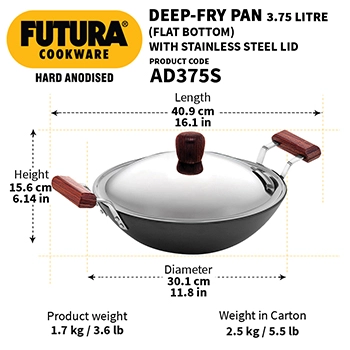 FUTURA®
COOKWARE
HARD ANODISED
DEEP-FRY PAN 3.75 LITRE
(FLAT BOTTOM)
WITH STAINLESS STEEL LID
PRODUCT CODE
AD375S
Length
40.9 cm
16.1 in
Height
15.6 cm
6.14 in
Diameter
30.1 cm
11.8 in
Product weight
1.7 kg / 3.6 lb
Weight in Carton
2.5 kg / 5.5 lb